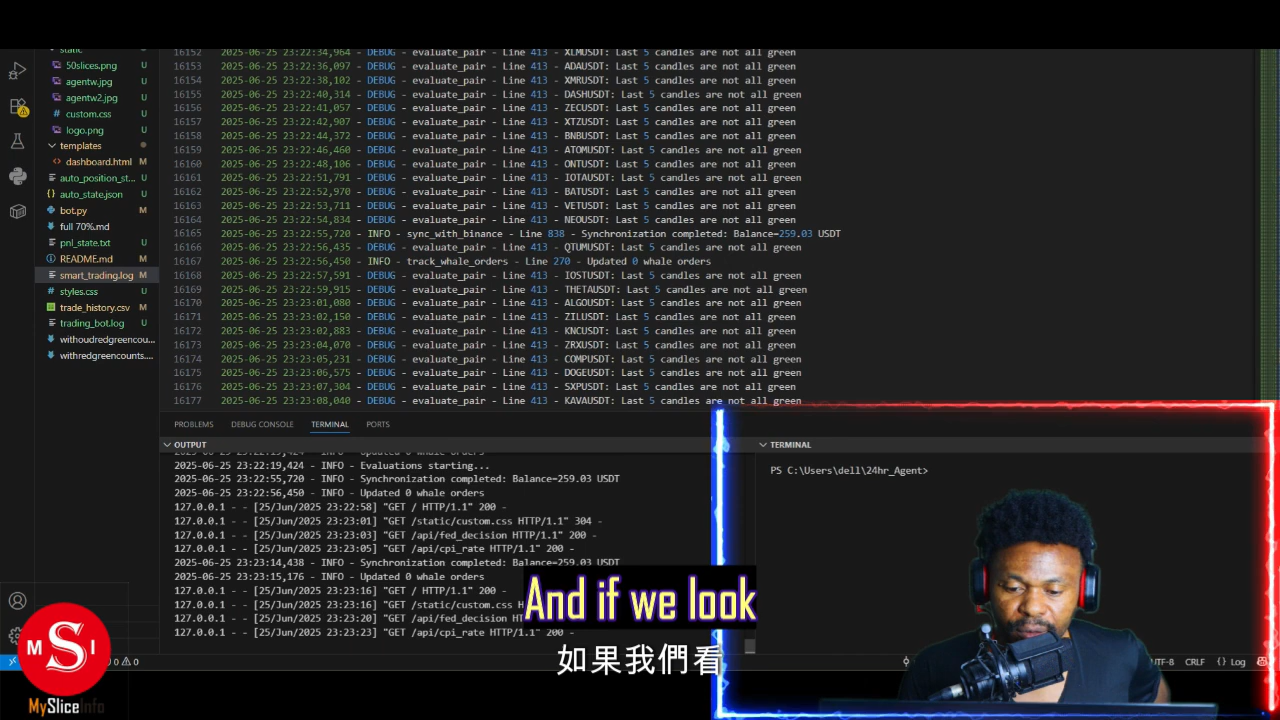 static
50slices.png U
agentw.jpg U
agentw2.jpg U
# custom.css U
logo.png U
templates
<> dashboard.html M
auto_position_st... U
{} auto_state.json U
bot.py M
full 70%.md
pnl_state.txt U
README.md M
smart_trading.log M
# styles.css U
trade_history.csv M
trading_bot.log U
withoudredgreencou...
withredgreencounts....
16152 2025-06-25 23:22:34,964 - DEBUG - evaluate_pair - Line 413 - XLMUSDT: Last 5 candles are not all green
16153 2025-06-25 23:22:36,097 - DEBUG - evaluate_pair - Line 413 - ADAUSDT: Last 5 candles are not all green
16154 2025-06-25 23:22:38,102 - DEBUG - evaluate_pair - Line 413 - XMRUSDT: Last 5 candles are not all green
16155 2025-06-25 23:22:40,314 - DEBUG - evaluate_pair - Line 413 - DASHUSDT: Last 5 candles are not all green
16156 2025-06-25 23:22:41,057 - DEBUG - evaluate_pair - Line 413 - ZECUSDT: Last 5 candles are not all green
16157 2025-06-25 23:22:42,907 - DEBUG - evaluate_pair - Line 413 - XTZUSDT: Last 5 candles are not all green
16158 2025-06-25 23:22:44,372 - DEBUG - evaluate_pair - Line 413 - BNBUSDT: Last 5 candles are not all green
16159 2025-06-25 23:22:46,460 - DEBUG - evaluate_pair - Line 413 - ATOMUSDT: Last 5 candles are not all green
16160 2025-06-25 23:22:48,106 - DEBUG - evaluate_pair - Line 413 - ONTUSDT: Last 5 candles are not all green
16161 2025-06-25 23:22:51,791 - DEBUG - evaluate_pair - Line 413 - IOTAUSDT: Last 5 candles are not all green
16162 2025-06-25 23:22:52,970 - DEBUG - evaluate_pair - Line 413 - BATUSDT: Last 5 candles are not all green
16163 2025-06-25 23:22:53,711 - DEBUG - evaluate_pair - Line 413 - VETUSDT: Last 5 candles are not all green
16164 2025-06-25 23:22:54,834 - DEBUG - evaluate_pair - Line 413 - NEOUSDT: Last 5 candles are not all green
16165 2025-06-25 23:22:55,720 - INFO - sync_with_binance - Line 838 - Synchronization completed: Balance=259.03 USDT
16166 2025-06-25 23:22:56,435 - DEBUG - evaluate_pair - Line 413 - QTUMUSDT: Last 5 candles are not all green
16167 2025-06-25 23:22:56,450 - INFO - track_whale_orders - Line 270 - Updated 0 whale orders
16168 2025-06-25 23:22:57,591 - DEBUG - evaluate_pair - Line 413 - IOSTUSDT: Last 5 candles are not all green
16169 2025-06-25 23:22:59,915 - DEBUG - evaluate_pair - Line 413 - THETAUSDT: Last 5 candles are not all green
16170 2025-06-25 23:23:01,080 - DEBUG - evaluate_pair - Line 413 - ALGOUSDT: Last 5 candles are not all green
16171 2025-06-25 23:23:02,150 - DEBUG - evaluate_pair - Line 413 - ZILUSDT: Last 5 candles are not all green
16172 2025-06-25 23:23:02,883 - DEBUG - evaluate_pair - Line 413 - KNCUSDT: Last 5 candles are not all green
16173 2025-06-25 23:23:04,070 - DEBUG - evaluate_pair - Line 413 - ZRXUSDT: Last 5 candles are not all green
16174 2025-06-25 23:23:05,231 - DEBUG - evaluate_pair - Line 413 - COMPUSDT: Last 5 candles are not all green
16175 2025-06-25 23:23:06,575 - DEBUG - evaluate_pair - Line 413 - DOGEUSDT: Last 5 candles are not all green
16176 2025-06-25 23:23:07,304 - DEBUG - evaluate_pair - Line 413 - SXPUSDT: Last 5 candles are not all green
16177 2025-06-25 23:23:08,040 - DEBUG - evaluate_pair - Line 413 - KAVAUSDT: Last 5 candles are not all green
PROBLEMS DEBUG CONSOLE TERMINAL PORTS
OUTPUT
2025-06-25 23:22:19,424 - INFO - Evaluations starting...
2025-06-25 23:22:55,720 - INFO - Synchronization completed: Balance=259.03 USDT
2025-06-25 23:22:56,450 - INFO - Updated 0 whale orders
127.0.0.1 - - [25/Jun/2025 23:22:58] "GET / HTTP/1.1" 200 -
127.0.0.1 - - [25/Jun/2025 23:23:01] "GET /static/custom.css HTTP/1.1" 304 -
127.0.0.1 - - [25/Jun/2025 23:23:03] "GET /api/fed_decision HTTP/1.1" 200 -
127.0.0.1 - - [25/Jun/2025 23:23:05] "GET /api/cpi_rate HTTP/1.1" 200 -
2025-06-25 23:23:14,438 - INFO - Synchronization completed: Balance=259.03 USDT
2025-06-25 23:23:15,176 - INFO - Updated 0 whale orders
127.0.0.1 - - [25/Jun/2025 23:23:16] "GET / HTTP/1.1" 200 -
127.0.0.1 - - [25/Jun/2025 23:23:16] "GET /static/custom.
127.0.0.1 - - [25/Jun/2025 23:23:20] "GET /api/fed_deci
127.0.0.1 - - [25/Jun/2025 23:23:23] "GET /api/cpi_rate HTTP/1.1" 200 -
TERMINAL
PS C:\Users\dell\24hr_Agent>
And if we look
如果我們看
MSI
MySliceInfo
0 0
UTF-8 CRLF {} Log